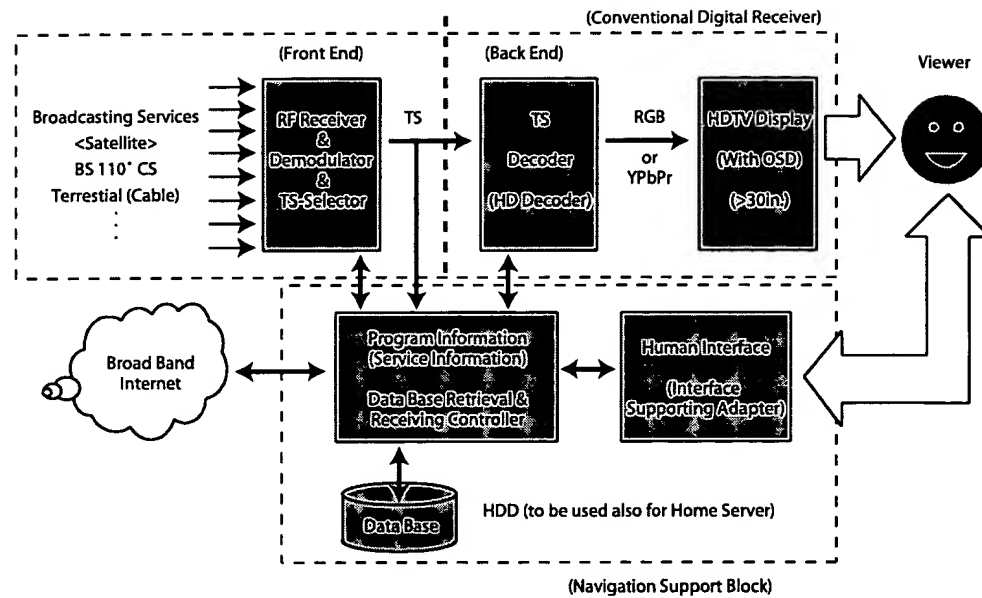 (Conventional Digital Receiver)
(Front End)
(Back End)
Viewer
Broadcasting Services
<Satellite>
BS 110° CS
Terrestial (Cable)
RF Receiver
&
Demodulator
&
TS-Selector
TS
TS
Decoder
(HD Decoder)
RGB
or
YPbPr
HDTV Display
(With OSD)
(>30in.)
Broad Band
Internet
Program Information
(Service Information)
Data Base Retrieval &
Receiving Controller
Human Interface
(Interface
Supporting Adapter)
Data Base
HDD (to be used also for Home Server)
(Navigation Support Block)